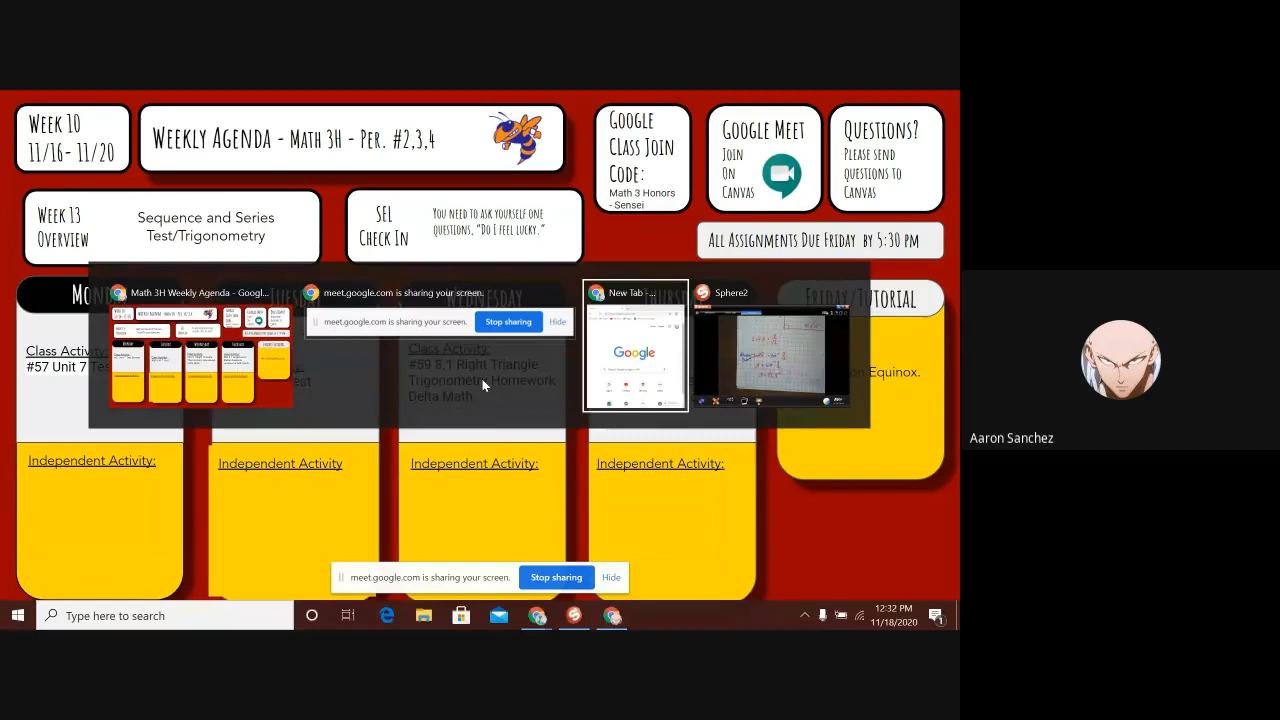 WEEK 10
11/16- 11/20
WEEKLY AGENDA - MATH 3H - PER. #2,3,4
GOOGLE
CLASS JOIN
CODE:
Math 3 Honors
- Sensei
GOOGLE MEET
JOIN
ON
CANVAS
QUESTIONS?
PLEASE SEND
QUESTIONS TO
CANVAS
WEEK 13
OVERVIEW
Sequence and Series
Test/Trigonometry
SEL
CHECK IN
YOU NEED TO ASK YOURSELF ONE
QUESTIONS, "DO I FEEL LUCKY."
ALL ASSIGNMENTS DUE FRIDAY BY 5:30 PM
Math 3H Weekly Agenda - Googl...
meet.google.com is sharing your screen.
New Tab - ...
Sphere2
FRIDAY/TUTORIAL
meet.google.com is sharing your screen.
Stop sharing
Hide
Google
Class Activity:
#57 Unit 7
Class Activity:
#59 8,1 Right Triangle
Trigonometry Homework
Delta Math
Equinox.
Independent Activity:
Independent Activity
Independent Activity:
Independent Activity:
meet.google.com is sharing your screen.
Stop sharing
Hide
Type here to search
12:32 PM
11/18/2020
Aaron Sanchez